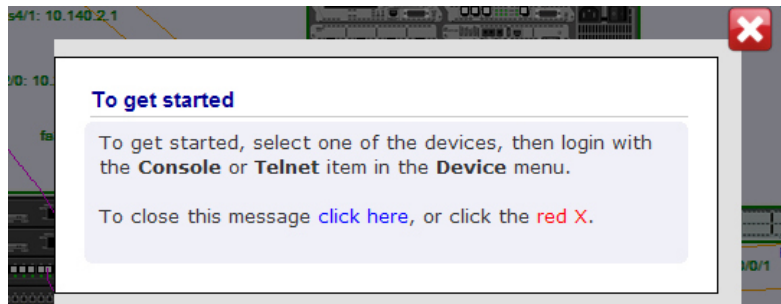 s4/1: 10.140.2.1
/0: 10.
To get started
fa
To get started, select one of the devices, then login with
the Console or Telnet item in the Device menu.
To close this message click here, or click the red X.
0/0/1